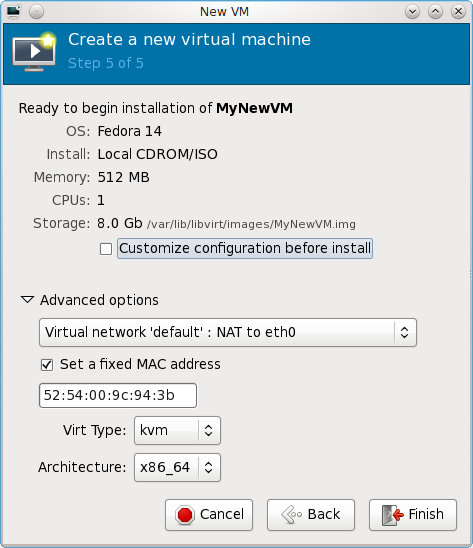 New VM
Create a new virtual machine
Step 5 of 5
Ready to begin installation of MyNewVM
OS: Fedora 14
Install: Local CDROM/ISO
Memory: 512 MB
CPUs: 1
Storage: 8.0 Gb /var/lib/libvirt/images/MyNewVM.img
Customize configuration before install
Advanced options
Virtual network 'default' : NAT to eth0
Set a fixed MAC address
52:54:00:9c:94:3b
Virt Type: kvm
Architecture: x86_64
Cancel Back Finish